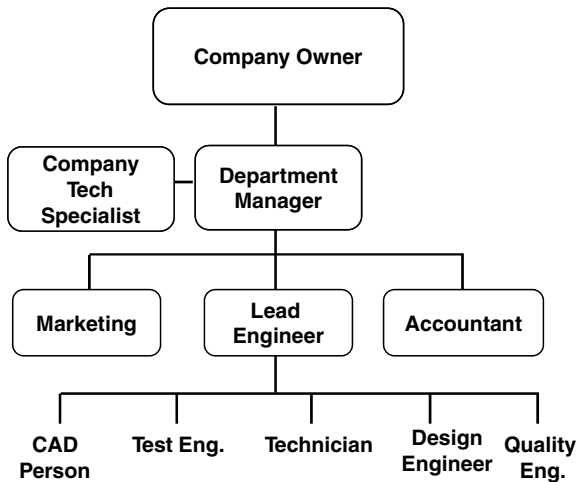 Company Owner
Company
Tech
Specialist
Department
Manager
Marketing
Lead
Engineer
Accountant
CAD
Person
Test Eng.
Technician
Design
Engineer
Quality
Eng.